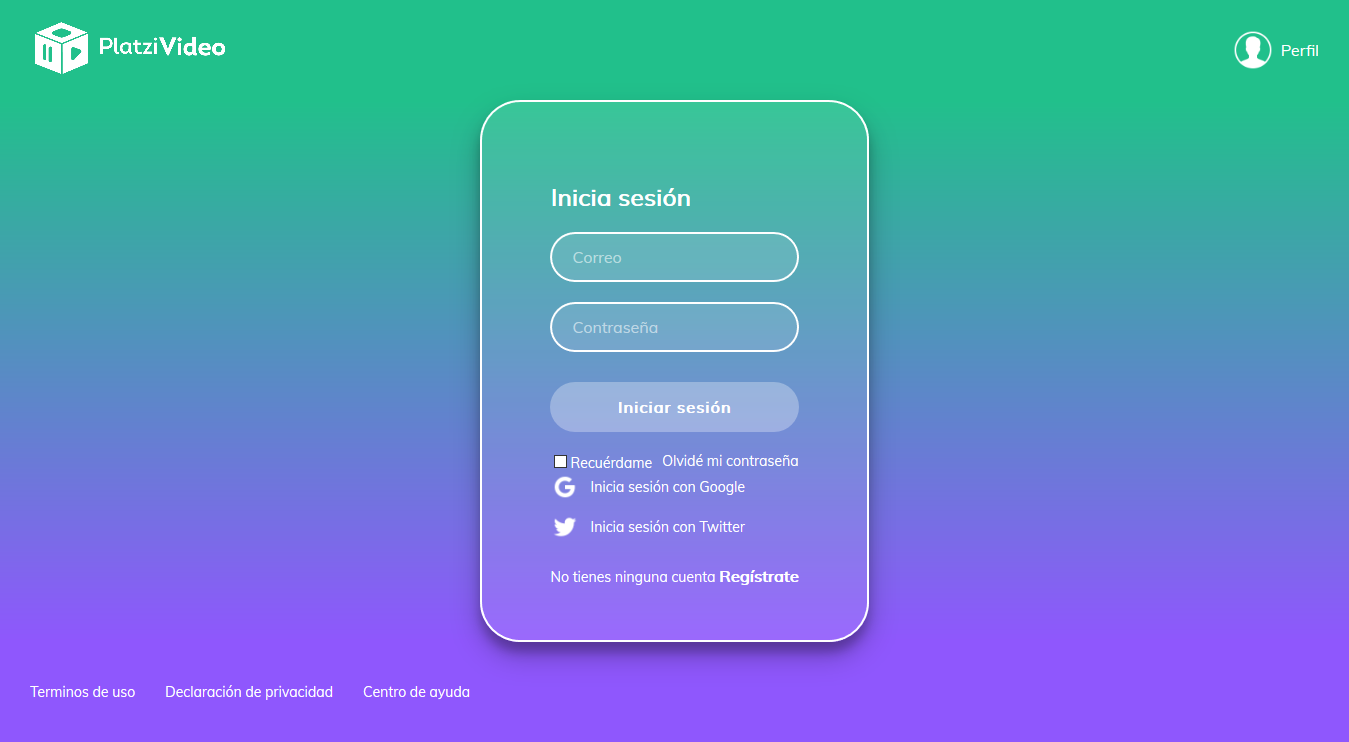 PlatziVideo
Perfil
Inicia sesión
Correo
Contraseña
Iniciar sesión
Recuérdame Olvidé mi contraseña
Inicia sesión con Google
Inicia sesión con Twitter
No tienes ninguna cuenta Regístrate
Terminos de uso Declaración de privacidad Centro de ayuda